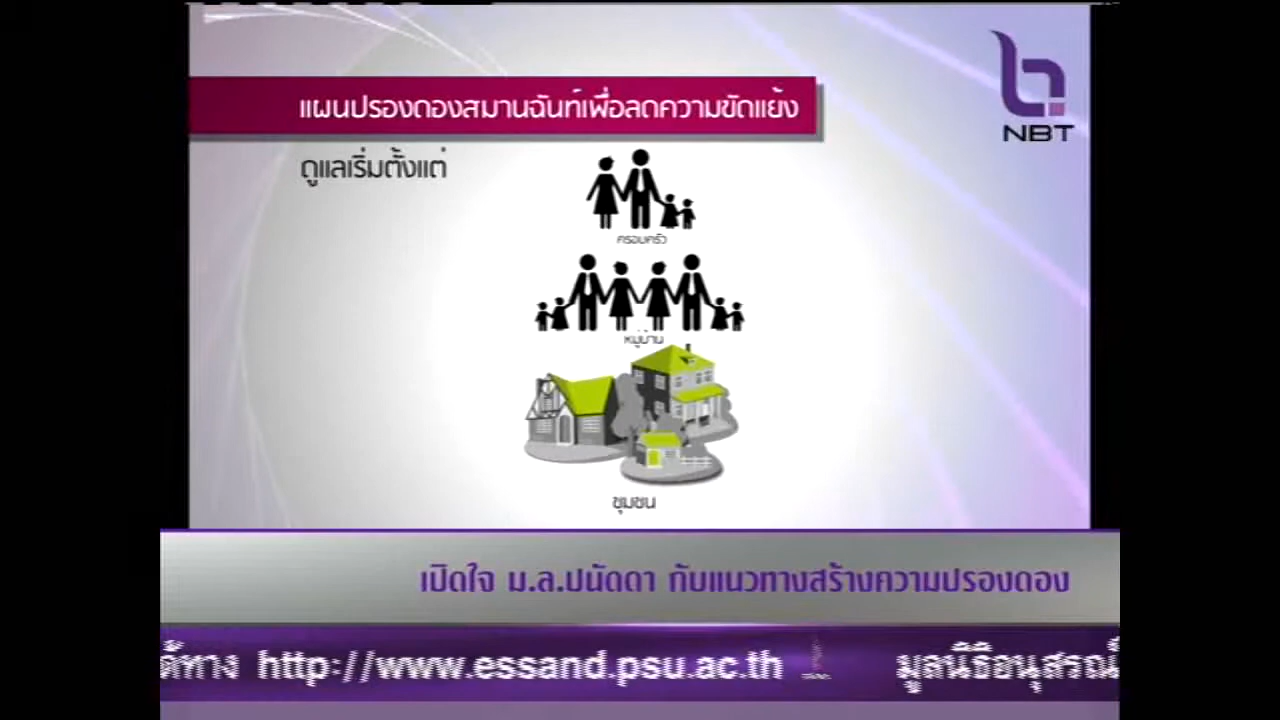 แผนปรองดองสมานฉันท์เพื่อลดความขัดแย้ง
NBT
ดูแลเริ่มตั้งแต่
ครอบครัว
หมู่บ้าน
ชุมชน
เปิดใจ ม.ล.ปนัดดา กับแนวทางสร้างความปรองดอง
ได้ทาง http://www.essand.psu.ac.th มูลนิธิอนุสรณ์